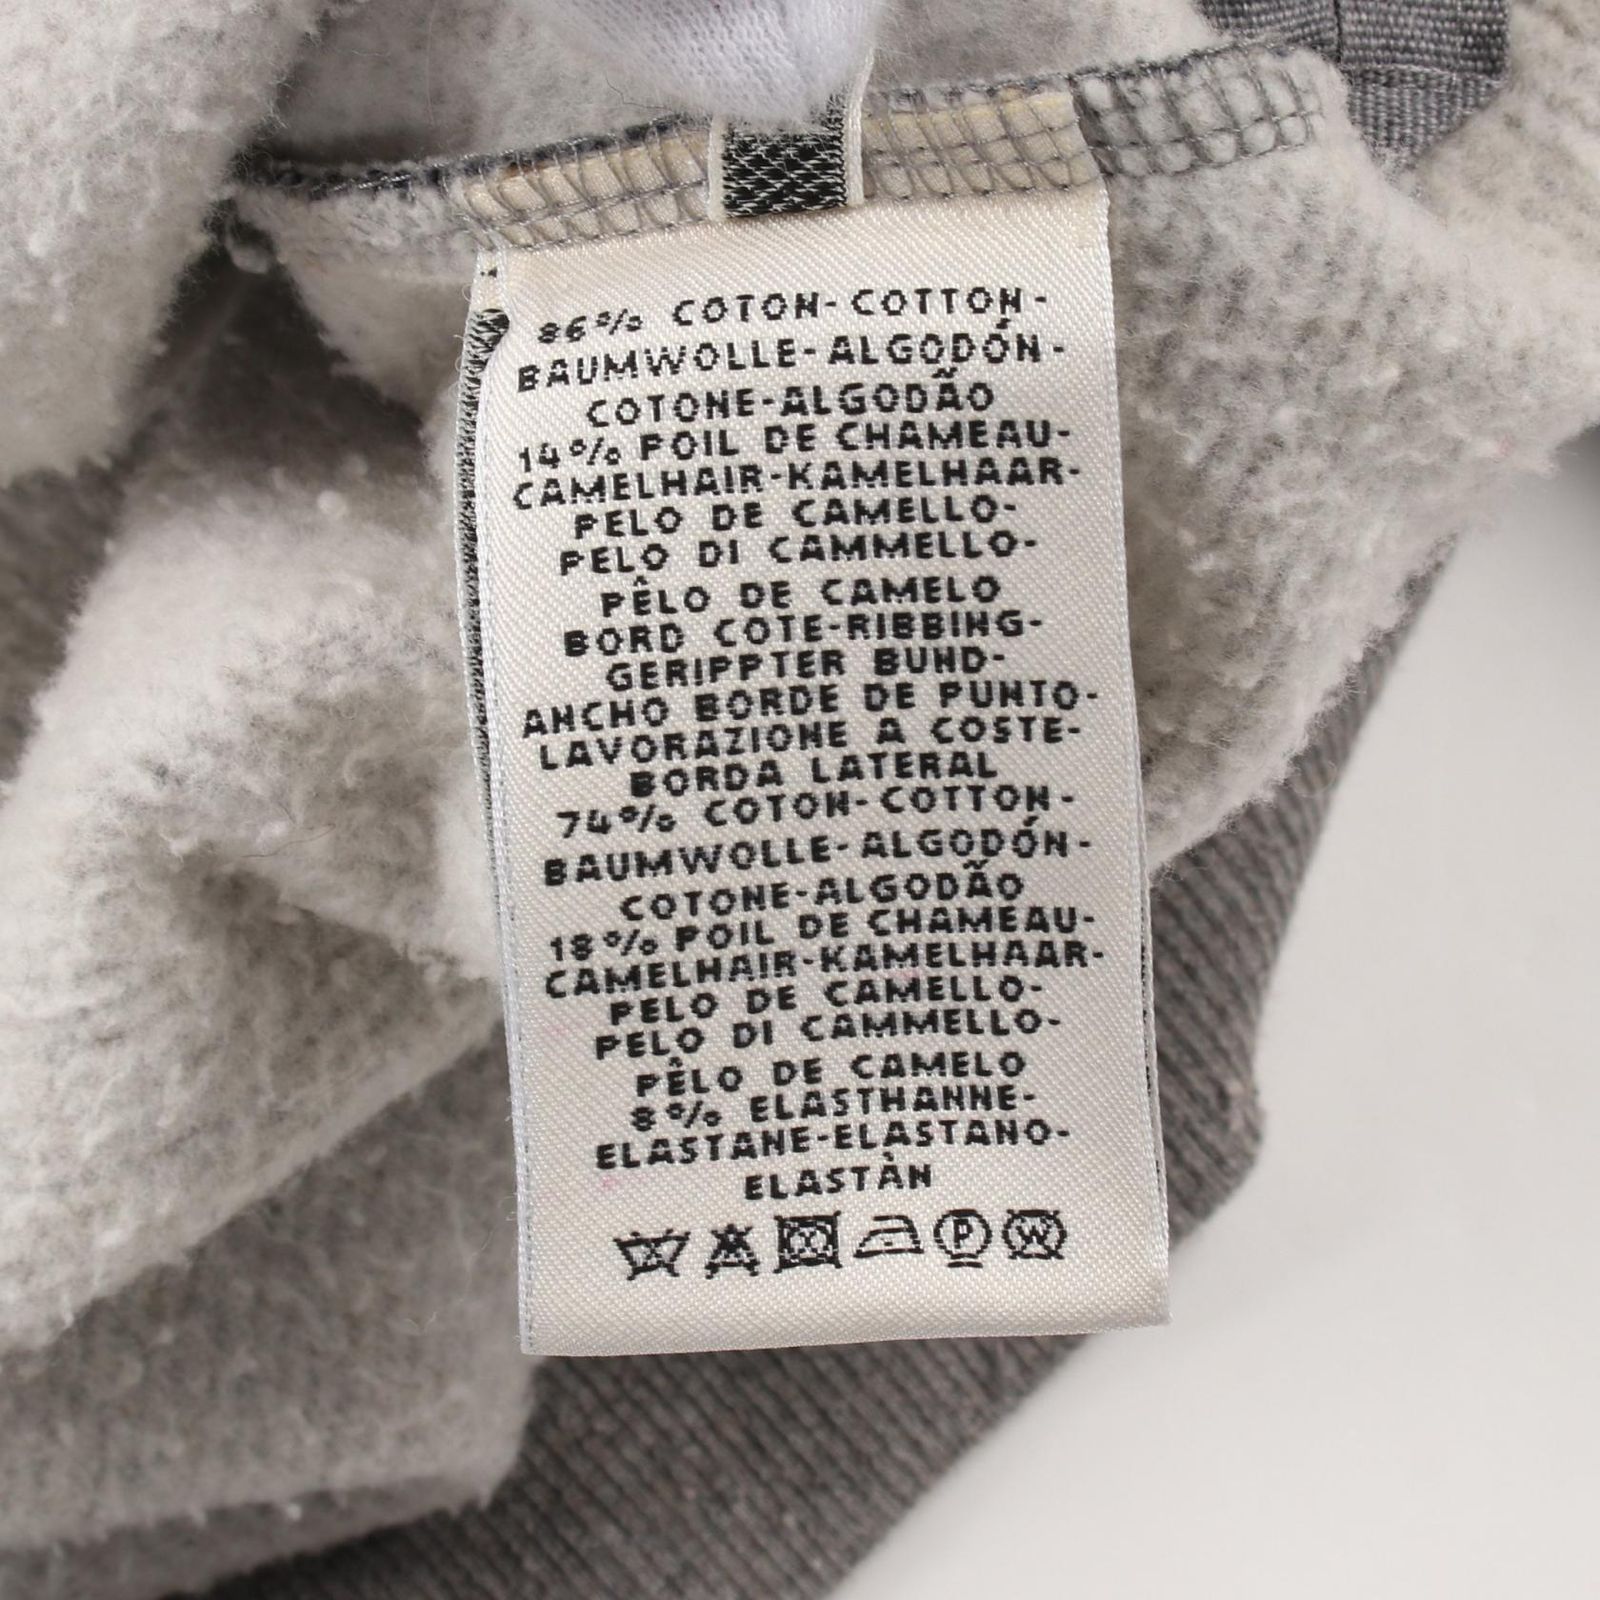 86% COTON-COTTON-
BAUMWOLLE-ALGODÓN-
COTONE-ALGODÃO
14% POIL DE CHAMEAU-
CAMELHAIR-KAMELHAAR-
PELO DE CAMELLO-
PELO DI CAMMELLO-
PÊLO DE CAMELO
BORD COTE-RIBBING-
GERIPPTER BUND-
ANCHO BORDE DE PUNTO-
LAVORAZIONE A COSTE-
BORDA LATERAL
74% COTON-COTTON-
BAUMWOLLE-ALGODÓN-
COTONE-ALGODÃO
18% POIL DE CHAMEAU-
CAMELHAIR-KAMELHAAR-
PELO DE CAMELLO-
PELO DI CAMMELLO-
PÊLO DE CAMELO
8% ELASTHANNE-
ELASTANE-ELASTANO-
ELASTÀN
P W